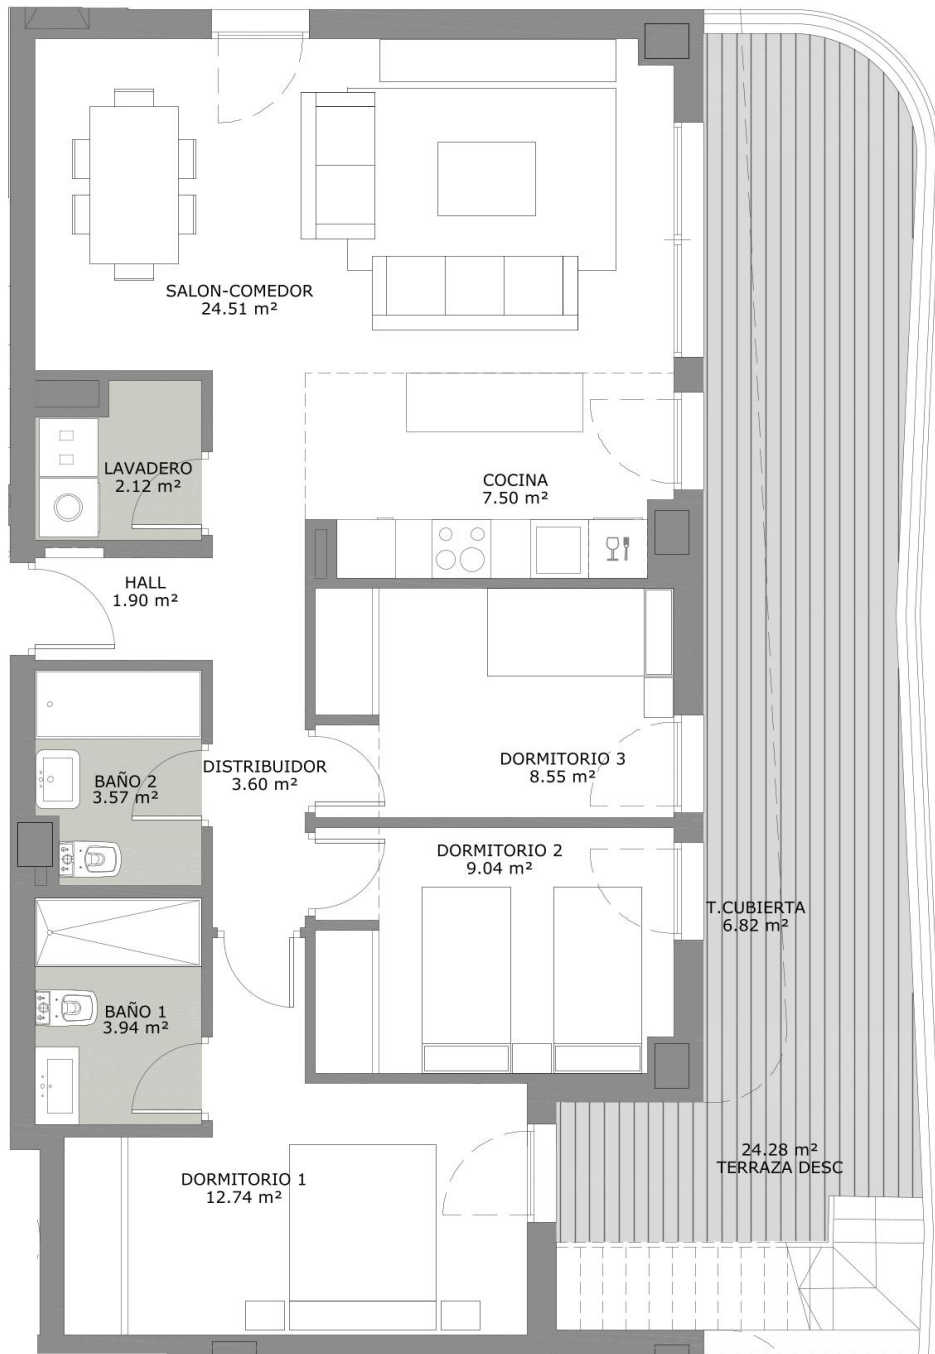 SALON-COMEDOR
24.51 m²
LAVADERO
2.12 m²
COCINA
7.50 m²
HALL
1.90 m²
DISTRIBUIDOR
3.60 m²
BAÑO 2
3.57 m²
DORMITORIO 3
8.55 m²
DORMITORIO 2
9.04 m²
T.CUBIERTA
6.82 m²
BAÑO 1
3.94 m²
24.28 m²
TERRAZA DESC
DORMITORIO 1
12.74 m²